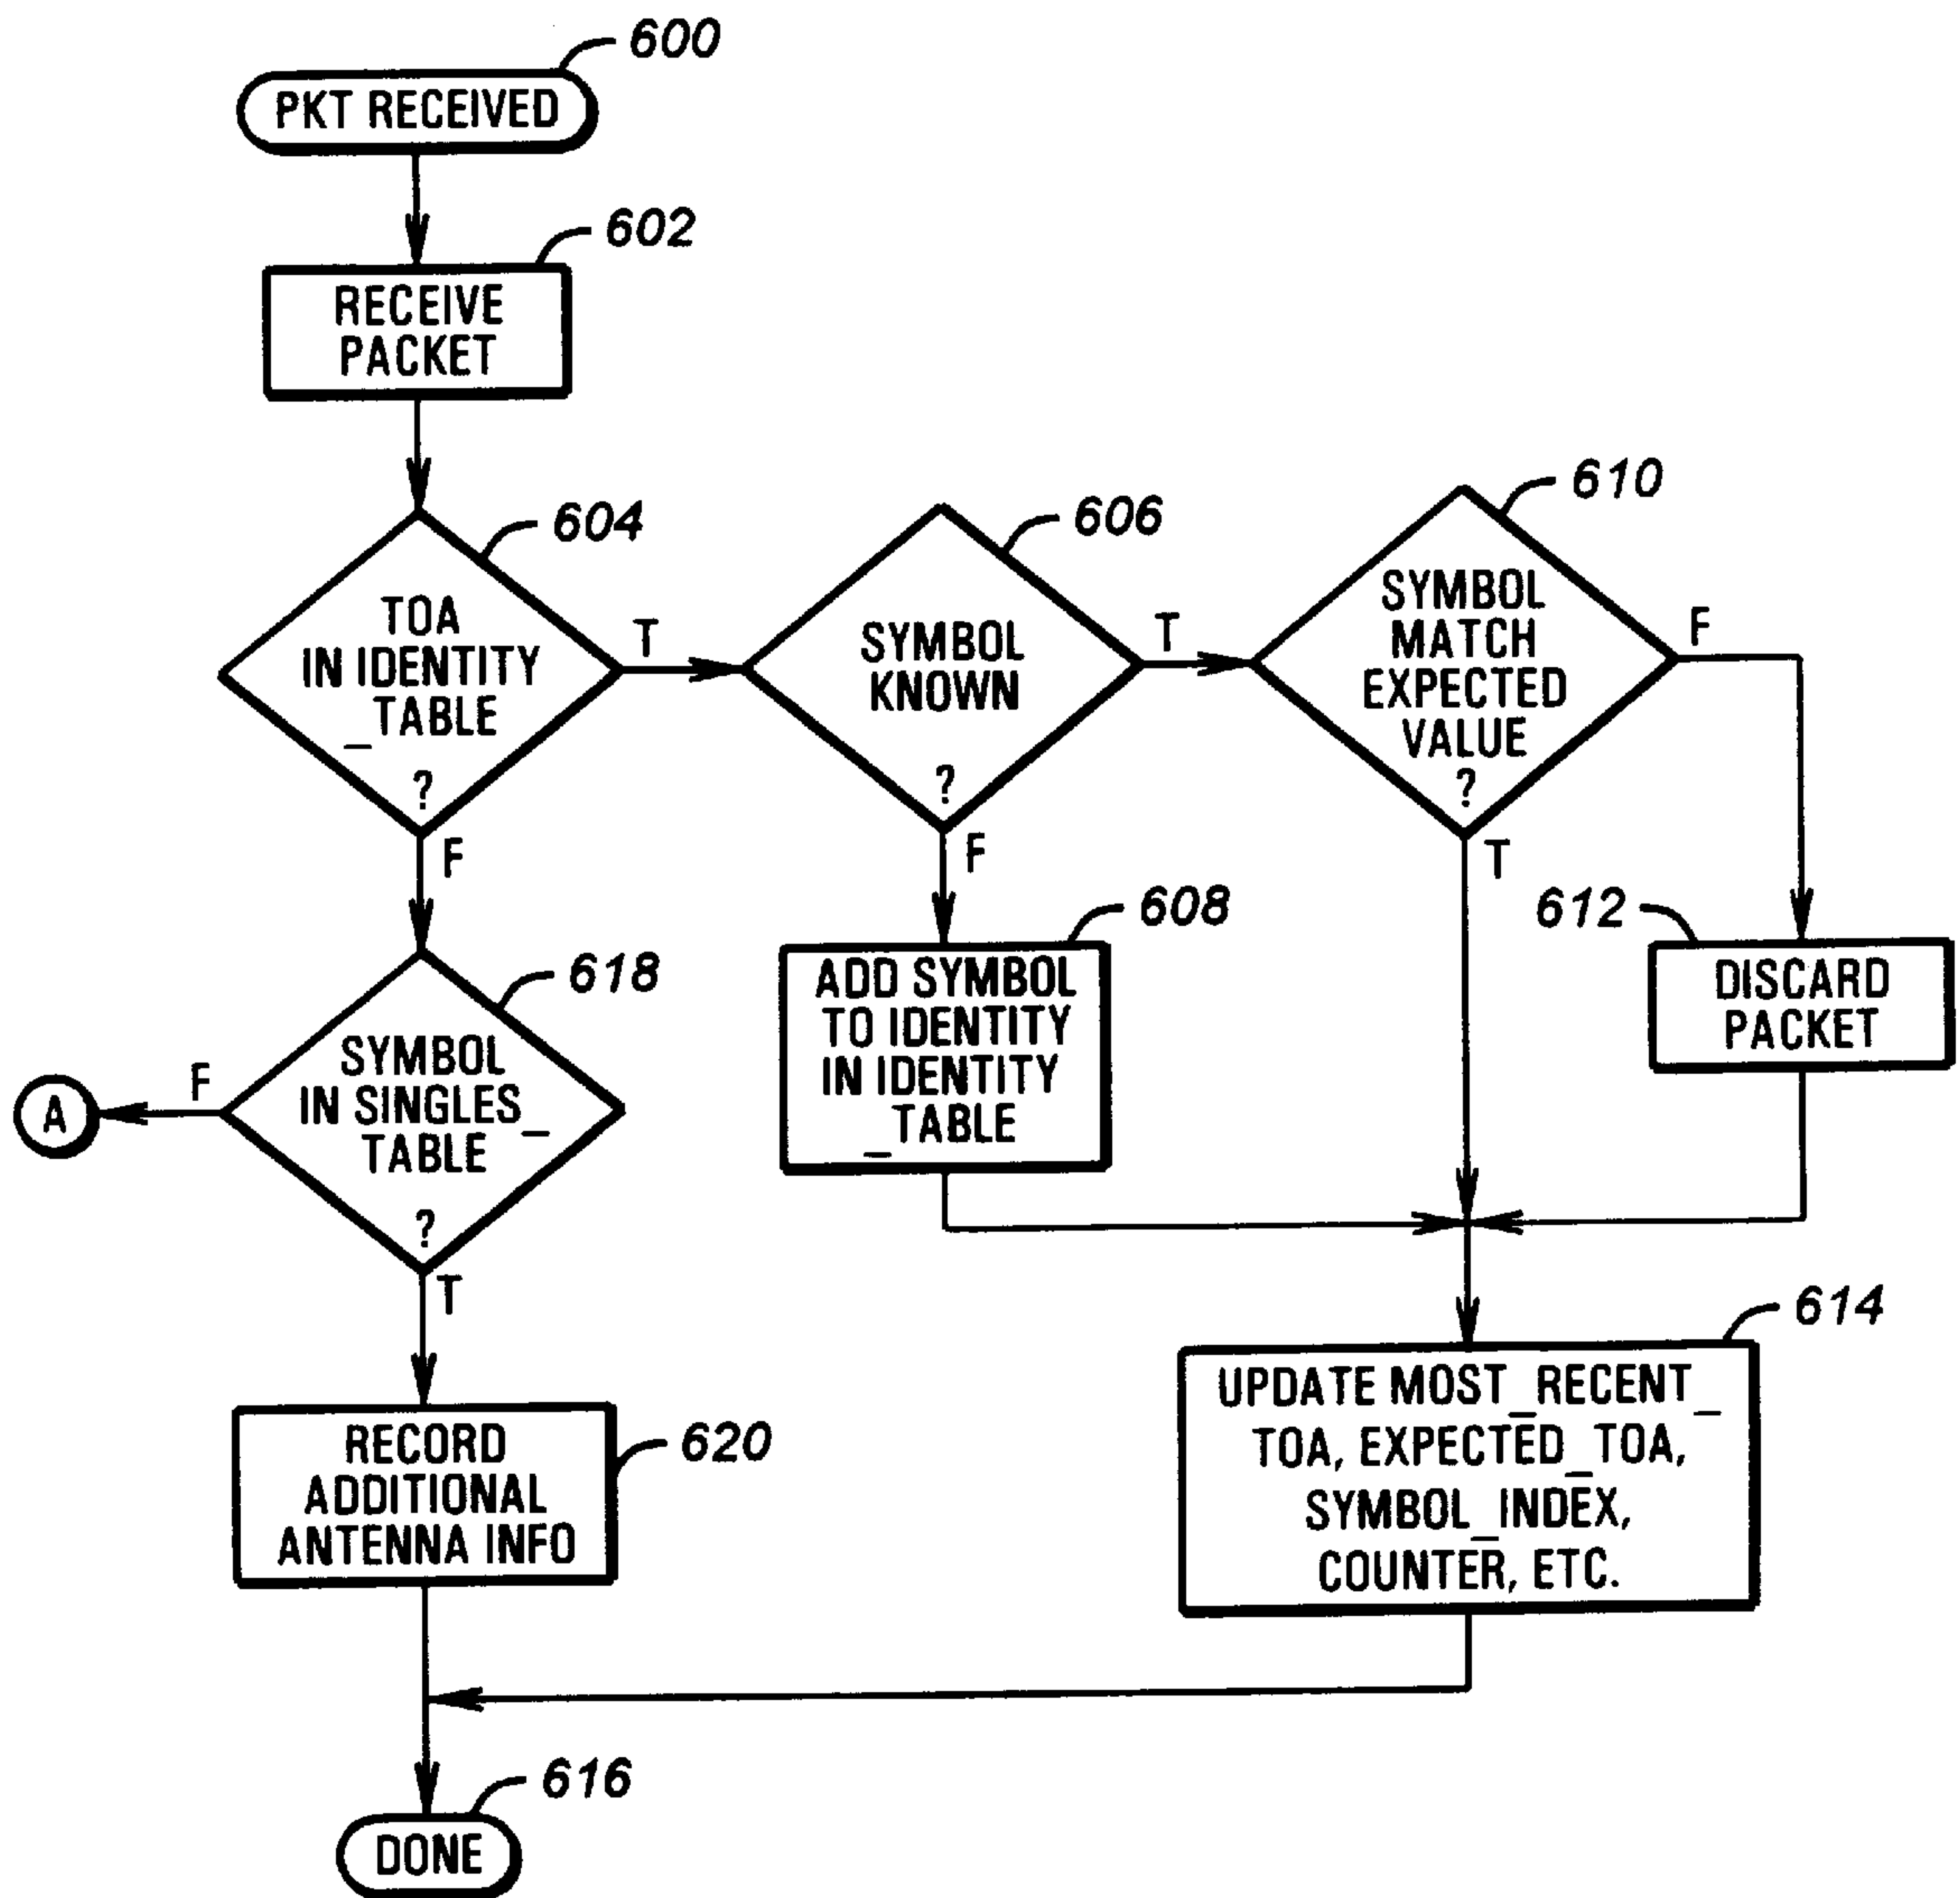 600
PKT RECEIVED
602
RECEIVE
PACKET
604
TOA
IN IDENTITY
_TABLE
?
T
F
606
SYMBOL
KNOWN
?
T
F
610
SYMBOL
MATCH
EXPECTED
VALUE
?
F
T
608
ADD SYMBOL
TO IDENTITY
IN IDENTITY
_TABLE
612
DISCARD
PACKET
618
SYMBOL
IN SINGLES_
TABLE
?
F
A
T
614
UPDATE MOST_RECENT_
TOA, EXPECTED_TOA,
SYMBOL_INDEX,
COUNTER, ETC.
620
RECORD
ADDITIONAL
ANTENNA INFO
616
DONE